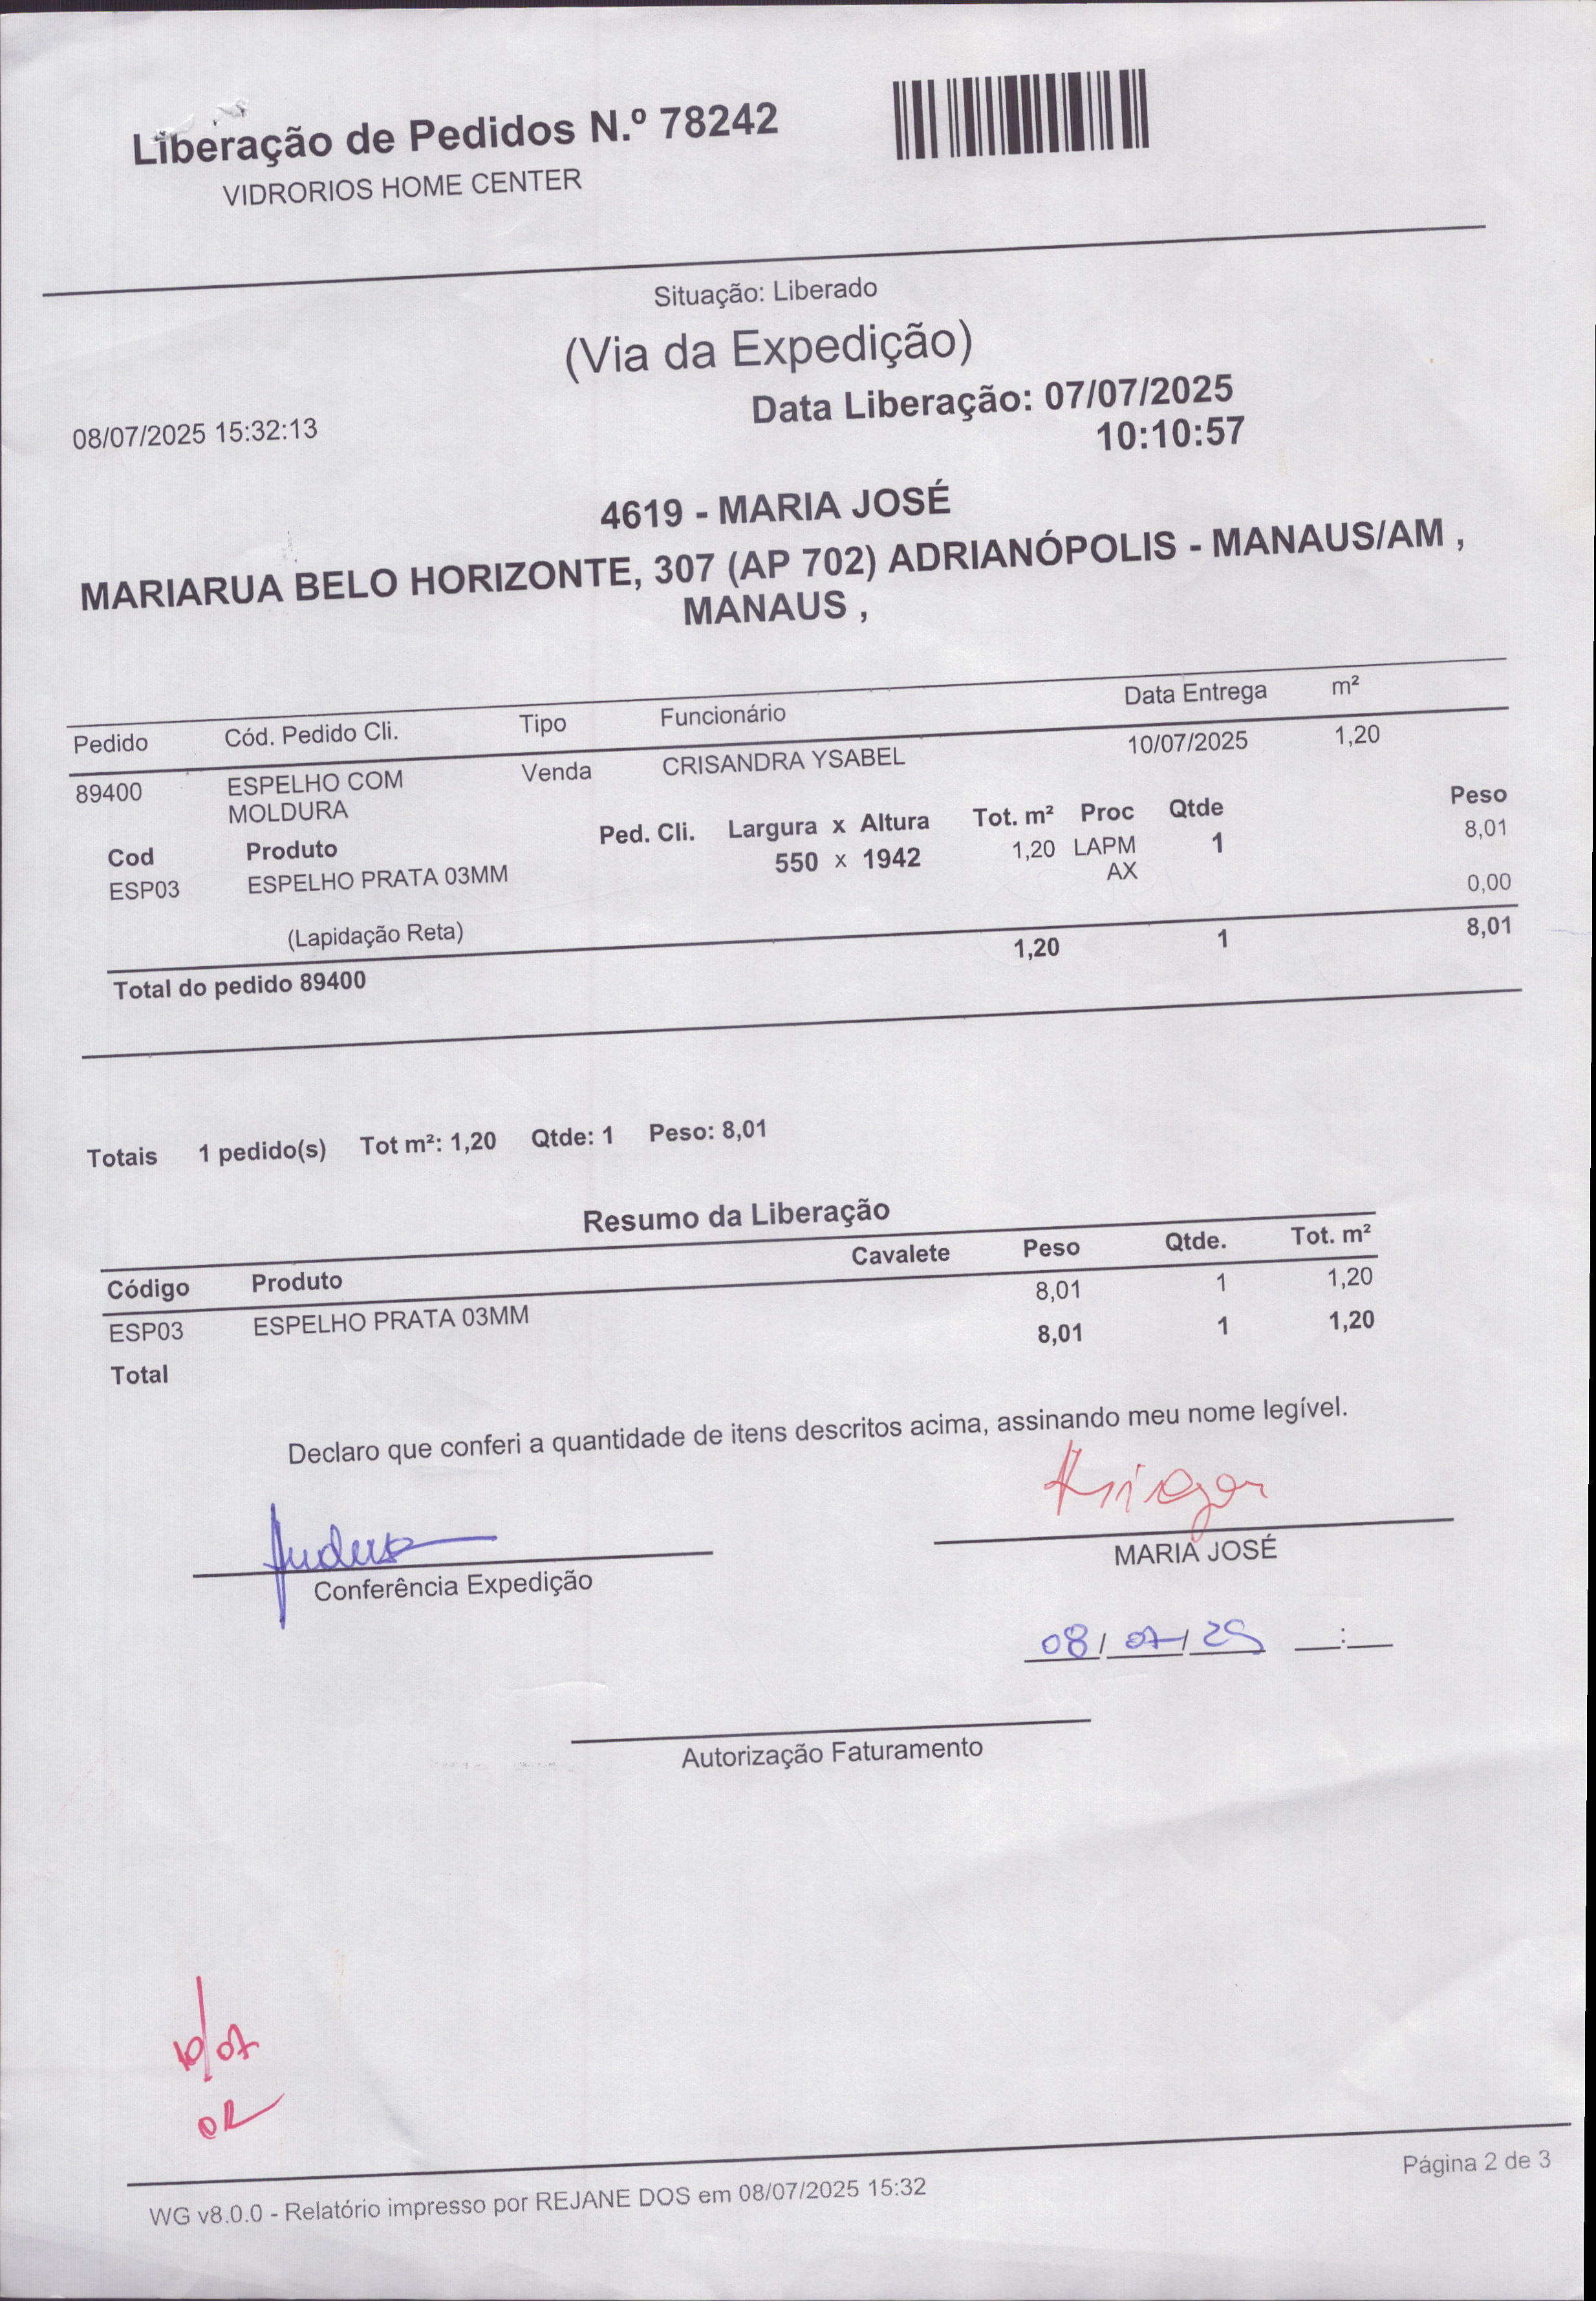 Liberação de Pedidos N.º 78242
VIDRORIOS HOME CENTER
Situação: Liberado
(Via da Expedição)
08/07/2025 15:32:13
Data Liberação: 07/07/2025
10:10:57
4619 - MARIA JOSÉ
MARIARUA BELO HORIZONTE, 307 (AP 702) ADRIANÓPOLIS - MANAUS/AM ,
MANAUS ,
Pedido Cód. Pedido Cli. Tipo Funcionário Data Entrega m²
89400 ESPELHO COM Venda CRISANDRA YSABEL 10/07/2025 1,20
MOLDURA
Cod Produto Ped. Cli. Largura x Altura Tot. m² Proc Qtde Peso
ESP03 ESPELHO PRATA 03MM 550 x 1942 1,20 LAPM 1 8,01
AX
(Lapidação Reta) 0,00
Total do pedido 89400 1,20 1 8,01
Totais 1 pedido(s) Tot m²: 1,20 Qtde: 1 Peso: 8,01
Resumo da Liberação
Código Produto Cavalete Peso Qtde. Tot. m²
ESP03 ESPELHO PRATA 03MM 8,01 1 1,20
Total 8,01 1 1,20
Declaro que conferi a quantidade de itens descritos acima, assinando meu nome legível.
Conferência Expedição
MARIA JOSÉ
08/07/25 __:__
Autorização Faturamento
10/07
WG v8.0.0 - Relatório impresso por REJANE DOS em 08/07/2025 15:32
Página 2 de 3